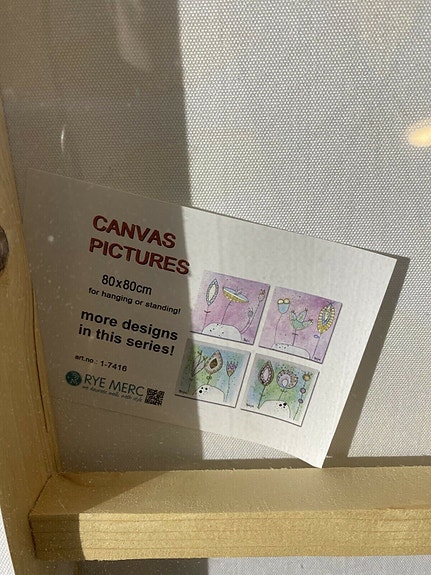 CANVAS
PICTURES
80x80cm
for hanging or standing!
more designs
in this series!
art.no.: 1-7416
RYE MERC